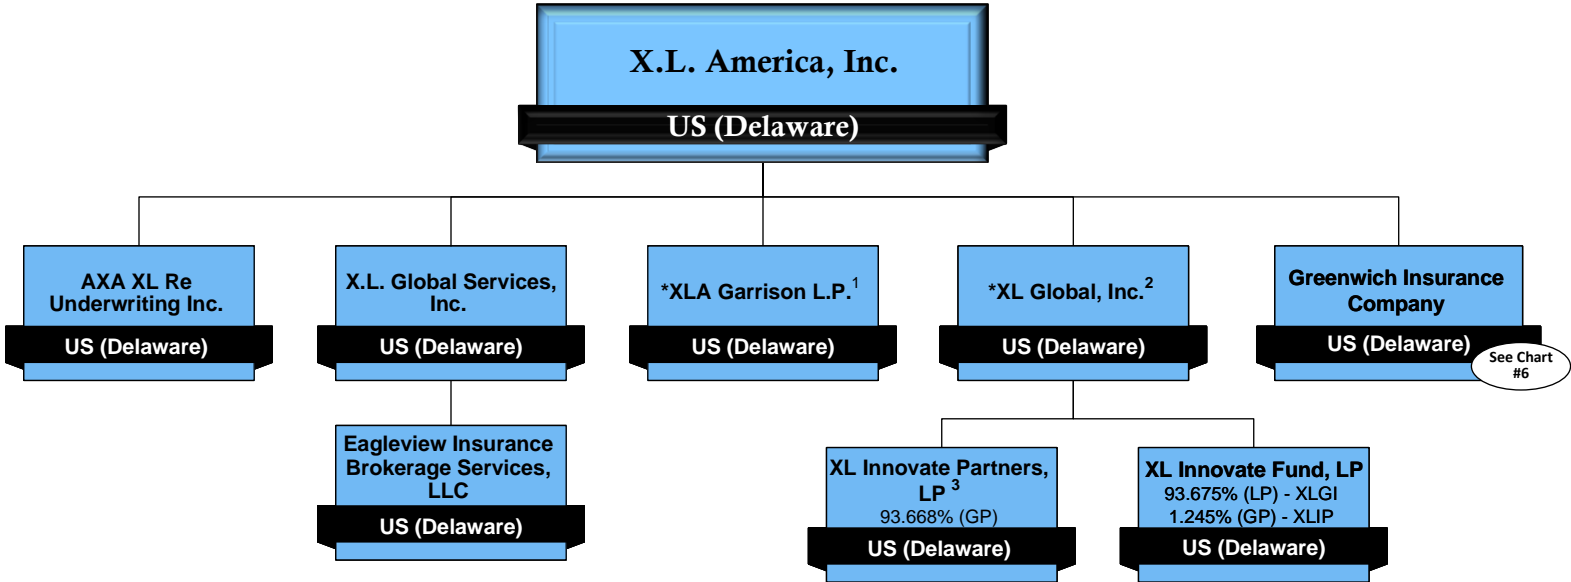 X.L. America, Inc.
US (Delaware)
AXA XL Re
Underwriting Inc.
US (Delaware)
X.L. Global Services,
Inc.
US (Delaware)
*XLA Garrison L.P.1
US (Delaware)
*XL Global, Inc.2
US (Delaware)
Greenwich Insurance
Company
US (Delaware)
See Chart
#6
Eagleview Insurance
Brokerage Services,
LLC
US (Delaware)
XL Innovate Partners,
LP 3
93.668% (GP)
US (Delaware)
XL Innovate Fund, LP
93.675% (LP) - XLGI
1.245% (GP) - XLIP
US (Delaware)